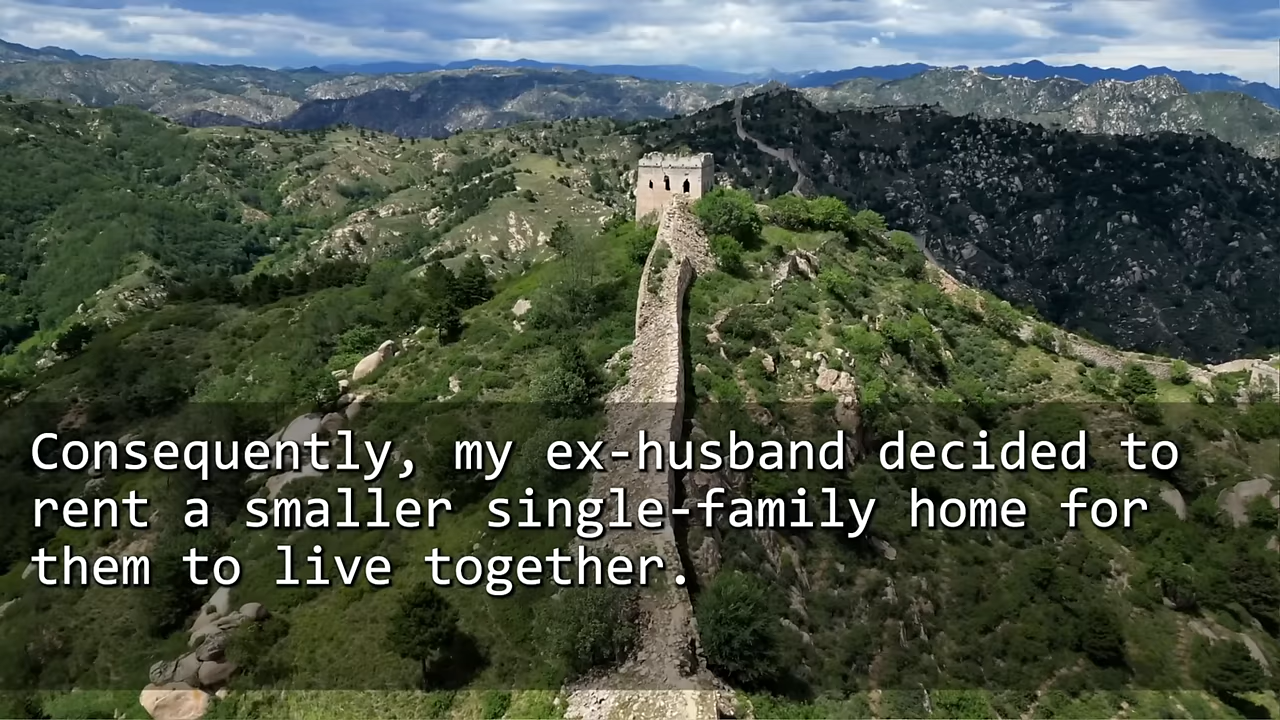 Consequently, my ex-husband decided to
rent a smaller single-family home for
them to live together.